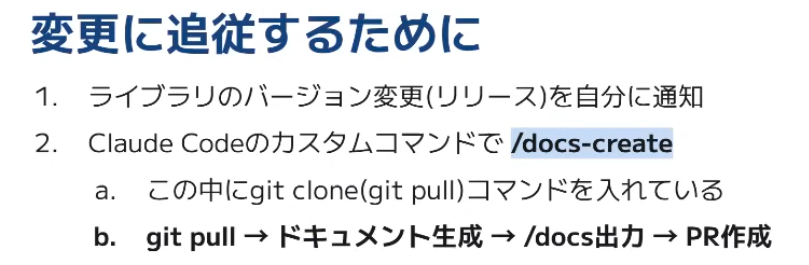 変更に追従するために
1. ライブラリのバージョン変更(リリース)を自分に通知
2. Claude Codeのカスタムコマンドで /docs-create
a. この中にgit clone(git pull)コマンドを入れている
b. git pull → ドキュメント生成 → /docs出力 → PR作成